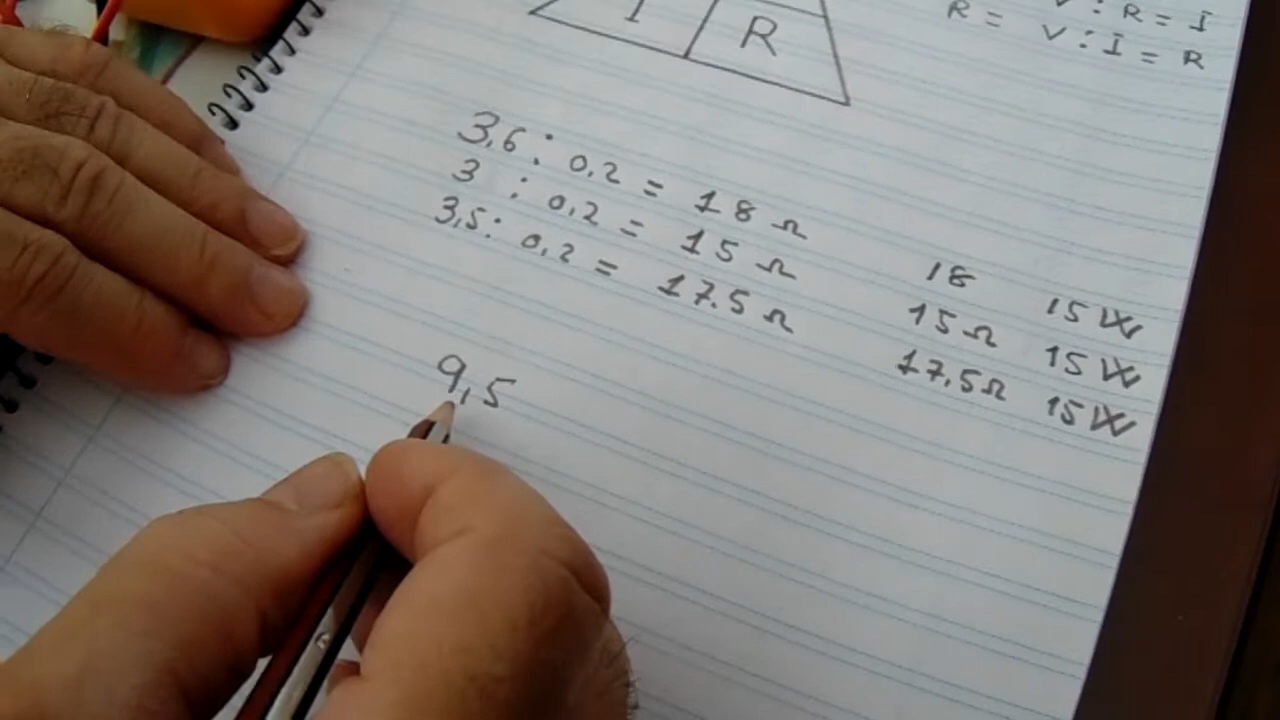 I R
V : R = I
R = V : I = R
3,6 : 0,2 = 18 Ω
3 : 0,2 = 15 Ω
3,5 : 0,2 = 17.5 Ω
18 15 W
15 Ω 15 W
17,5 Ω 15 W
9,5